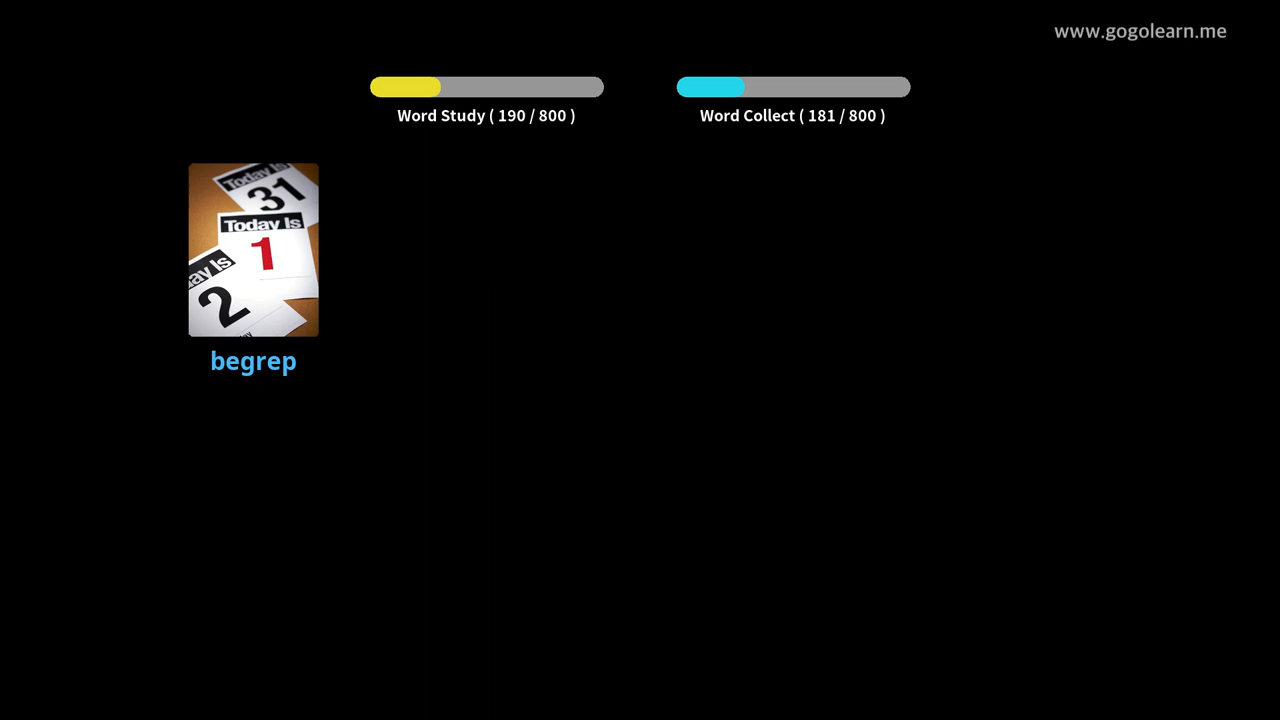 www.gogolearn.me
Word Study ( 190 / 800 )
Word Collect ( 181 / 800 )
Today Is
31
Today Is
1
ay Is
2
begrep